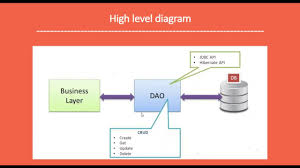 High level diagram
JDBC API
Hibernate API
DB
Business
Layer
DAO
CRUD
Create
Get
Update
Delete